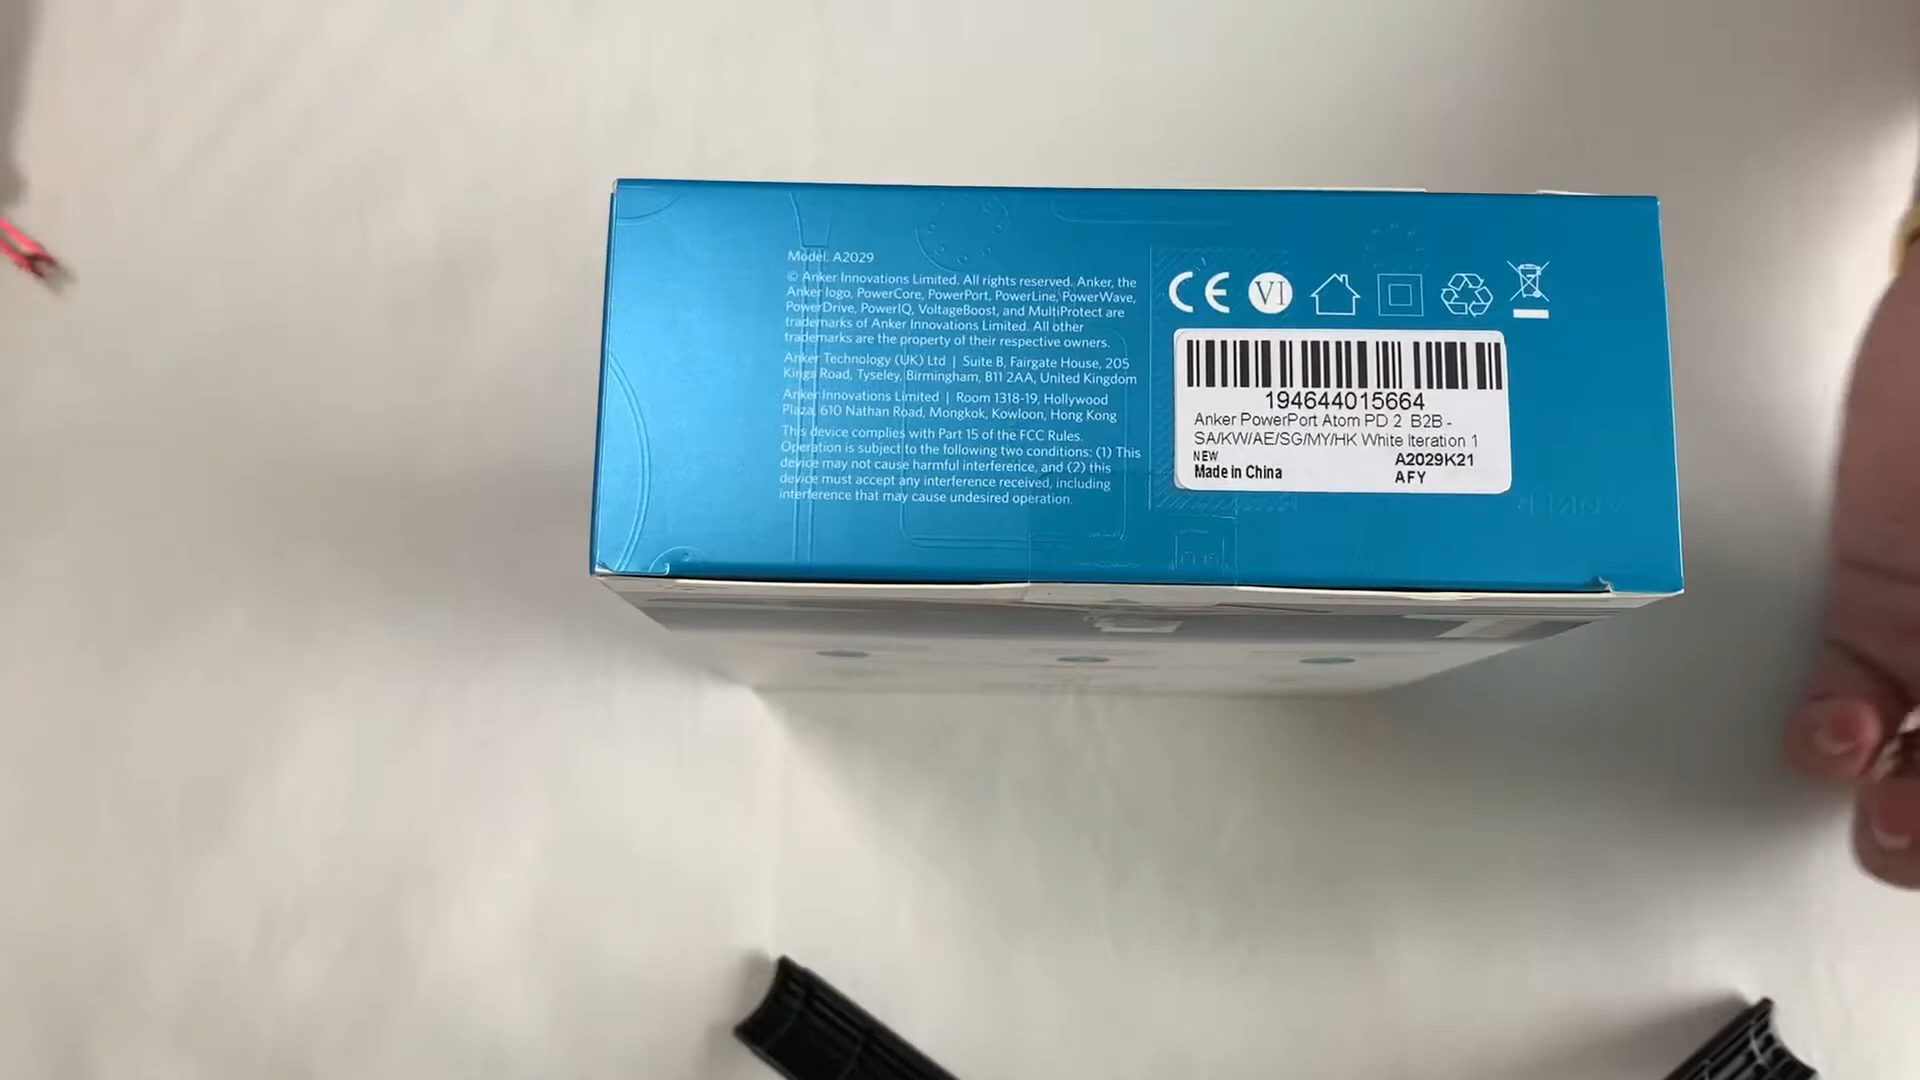 Model: A2029
© Anker Innovations Limited. All rights reserved. Anker, the
Anker logo, PowerCore, PowerPort, PowerLine, PowerWave,
PowerDrive, PowerIQ, VoltageBoost, and MultiProtect are
trademarks of Anker Innovations Limited. All other
trademarks are the property of their respective owners.
Anker Technology (UK) Ltd | Suite B, Fairgate House, 205
Kings Road, Tyseley, Birmingham, B11 2AA, United Kingdom
Anker Innovations Limited | Room 1318-19, Hollywood
Plaza, 610 Nathan Road, Mongkok, Kowloon, Hong Kong
This device complies with Part 15 of the FCC Rules.
Operation is subject to the following two conditions: (1) This
device may not cause harmful interference, and (2) this
device must accept any interference received, including
interference that may cause undesired operation.
CE VI
194644015664
Anker PowerPort Atom PD 2 B2B -
SA/KW/AE/SG/MY/HK White Iteration 1
NEW A2029K21
Made in China AFY